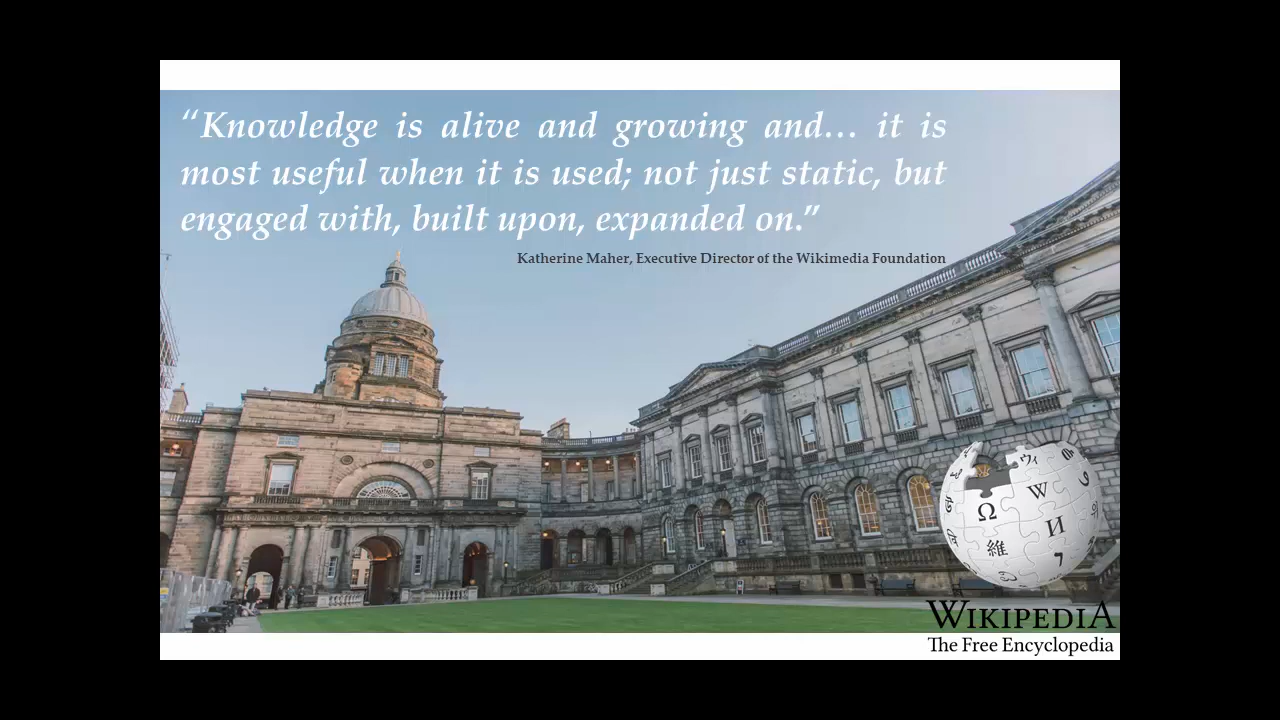 “Knowledge is alive and growing and… it is
most useful when it is used; not just static, but
engaged with, built upon, expanded on.”
Katherine Maher, Executive Director of the Wikimedia Foundation
Ω
W
И
維
WIKIPEDIA
The Free Encyclopedia